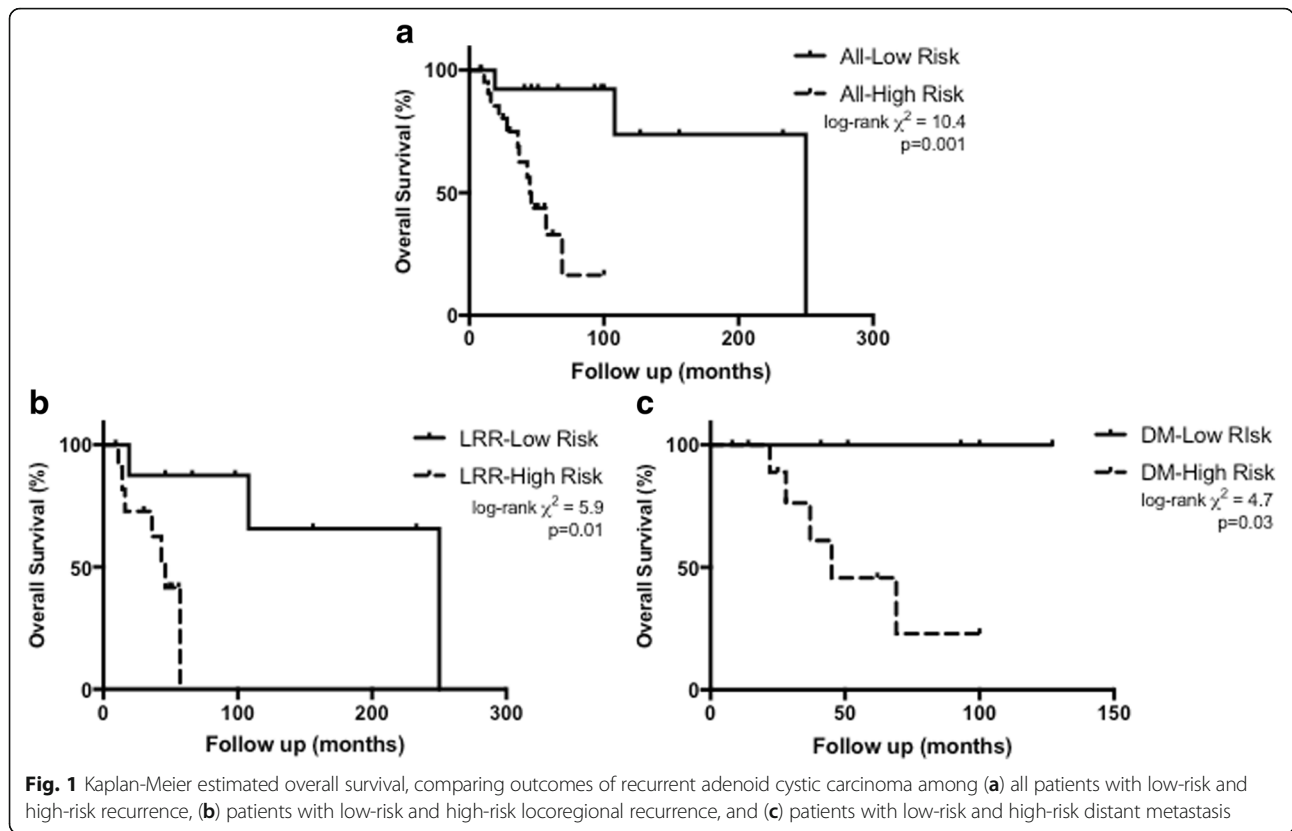 a
All-Low Risk
All-High Risk
log-rank χ² = 10.4
p=0.001
Overall Survival (%)
100
50
0
0 100 200 300
Follow up (months)
b
LRR-Low Risk
LRR-High Risk
log-rank χ² = 5.9
p=0.01
Overall Survival (%)
100
50
0
0 100 200 300
Follow up (months)
c
DM-Low RIsk
DM-High Risk
log-rank χ² = 4.7
p=0.03
Overall Survival (%)
100
50
0
0 50 100 150
Follow up (months)
Fig. 1 Kaplan-Meier estimated overall survival, comparing outcomes of recurrent adenoid cystic carcinoma among (a) all patients with low-risk and
high-risk recurrence, (b) patients with low-risk and high-risk locoregional recurrence, and (c) patients with low-risk and high-risk distant metastasis